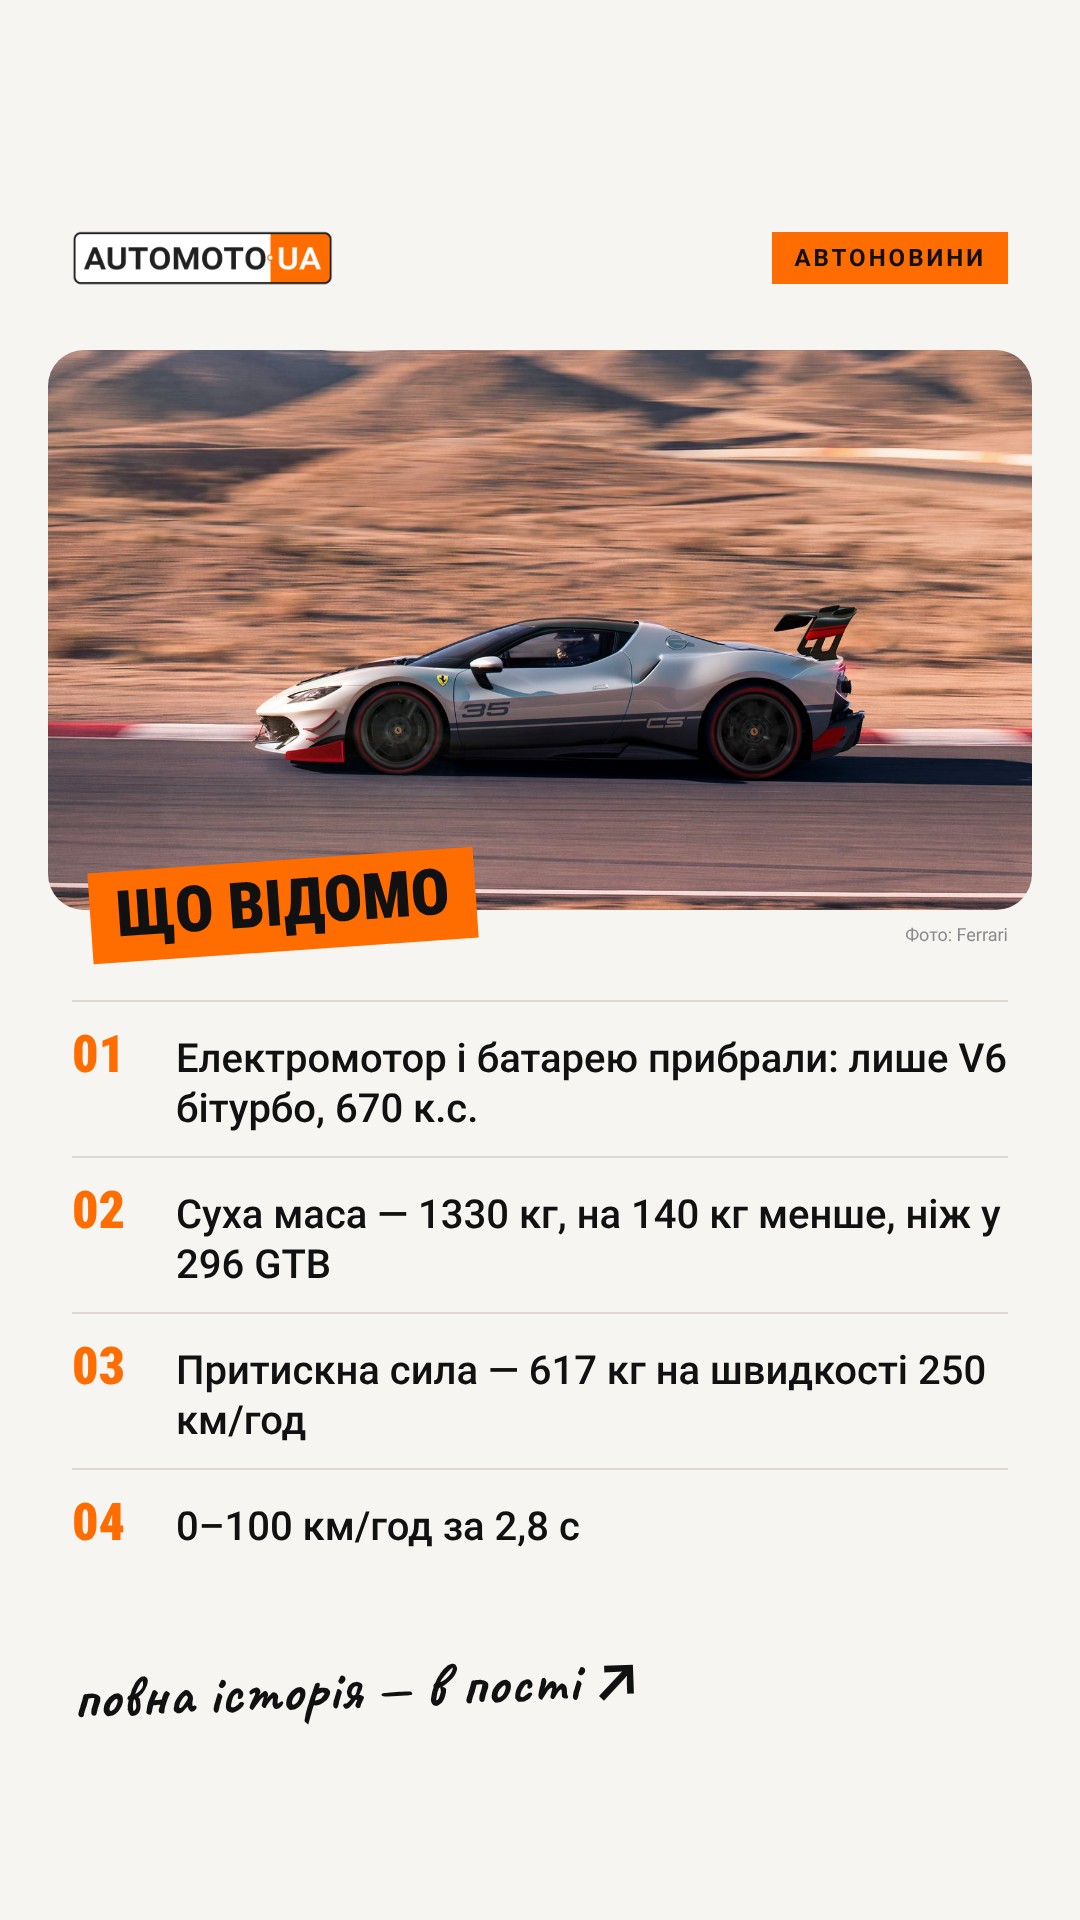 AUTOMOTO UA
АВТОНОВИНИ
35
CS
ЩО ВІДОМО
Фото: Ferrari
01 Електромотор і батарею прибрали: лише V6
бітурбо, 670 к.с.
02 Суха маса — 1330 кг, на 140 кг менше, ніж у
296 GTB
03 Притискна сила — 617 кг на швидкості 250
км/год
04 0–100 км/год за 2,8 с
повна історія — в пості ↗